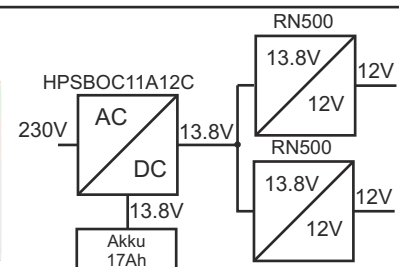 RN500
13.8V
12V
12V
HPSBOC11A12C
230V
AC
DC
13.8V
RN500
13.8V
12V
12V
13.8V
Akku
17Ah